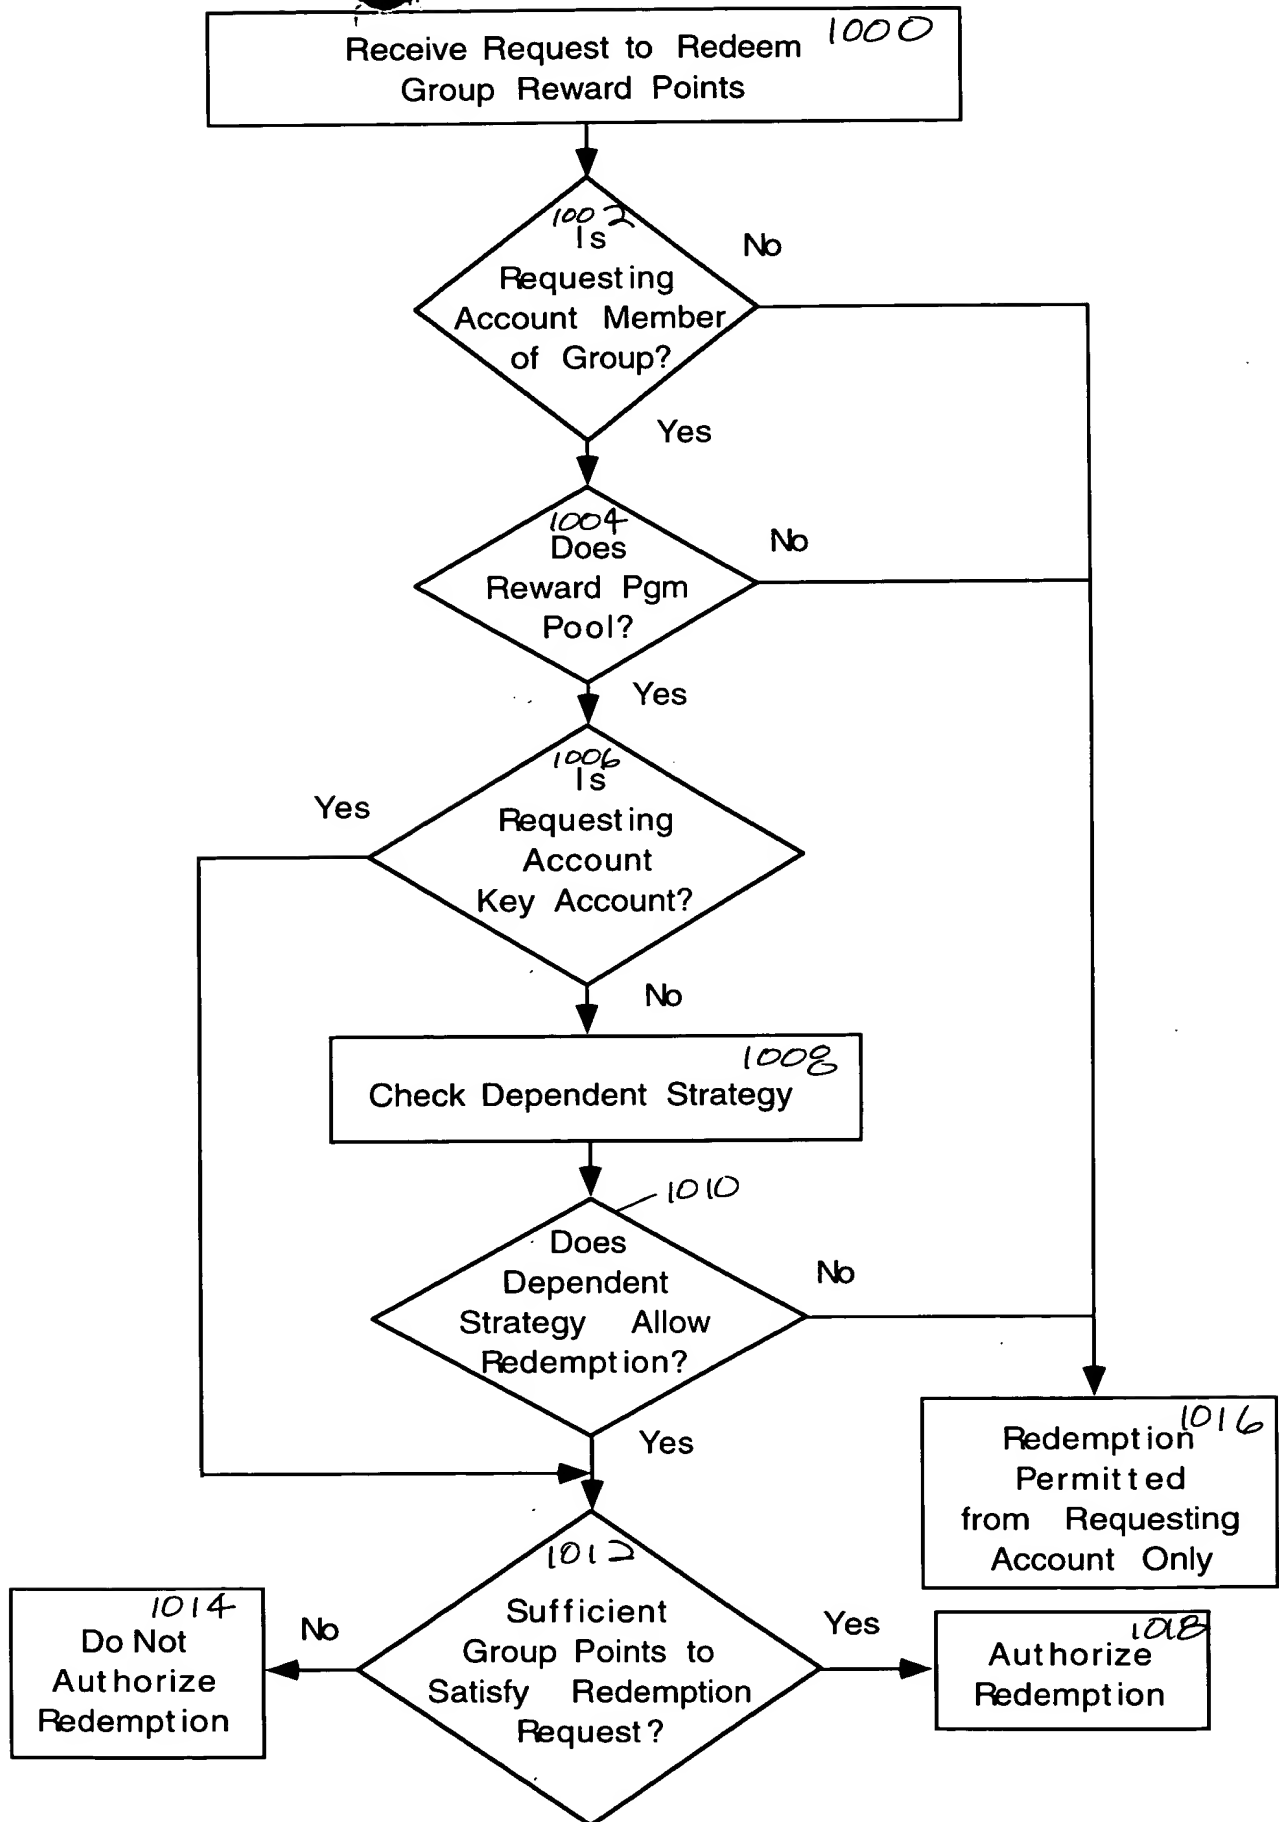 1000
Receive Request to Redeem
Group Reward Points
1002
Is
Requesting
Account Member
of Group?
No
Yes
1004
Does
Reward Pgm
Pool?
No
Yes
1006
Is
Requesting
Account
Key Account?
Yes
No
1008
Check Dependent Strategy
1010
Does
Dependent
Strategy Allow
Redemption?
No
Yes
1016
Redemption
Permitted
from Requesting
Account Only
1012
Sufficient
Group Points to
Satisfy Redemption
Request?
No
Yes
1014
Do Not
Authorize
Redemption
1018
Authorize
Redemption